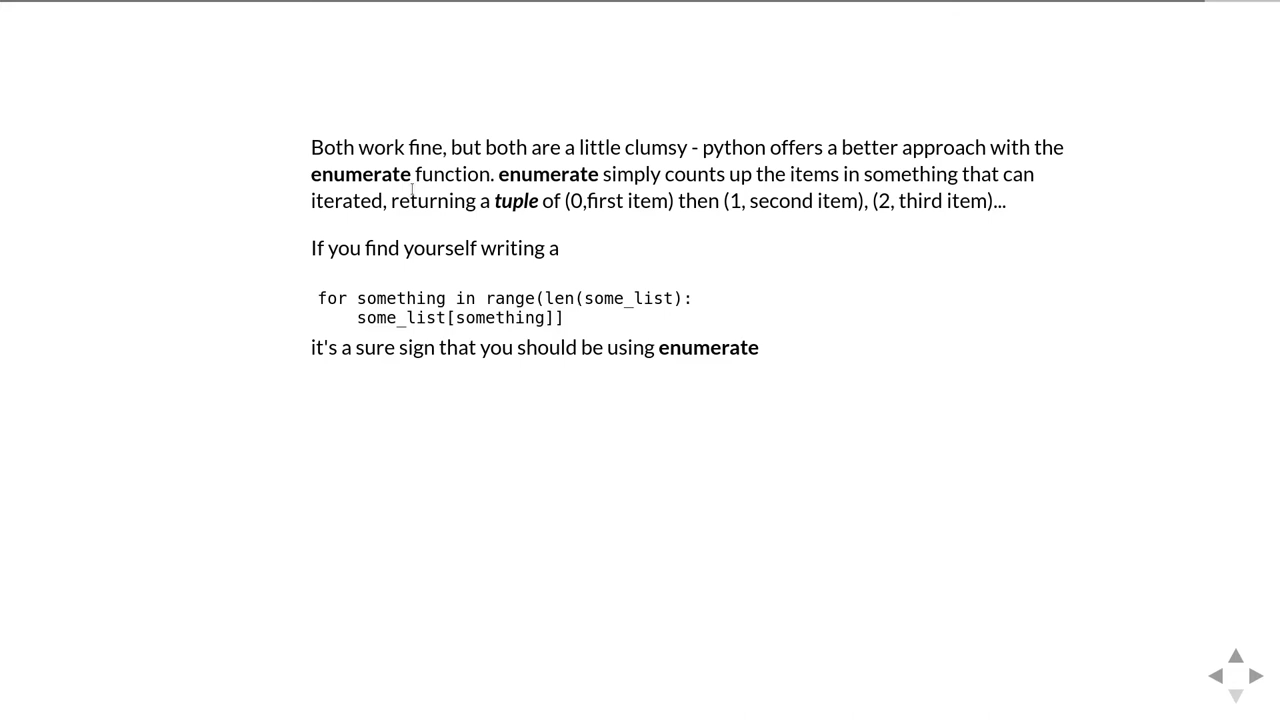 Both work fine, but both are a little clumsy - python offers a better approach with the
enumerate function. enumerate simply counts up the items in something that can
iterated, returning a tuple of (0,first item) then (1, second item), (2, third item)...
If you find yourself writing a
for something in range(len(some_list):
    some_list[something]]
it's a sure sign that you should be using enumerate